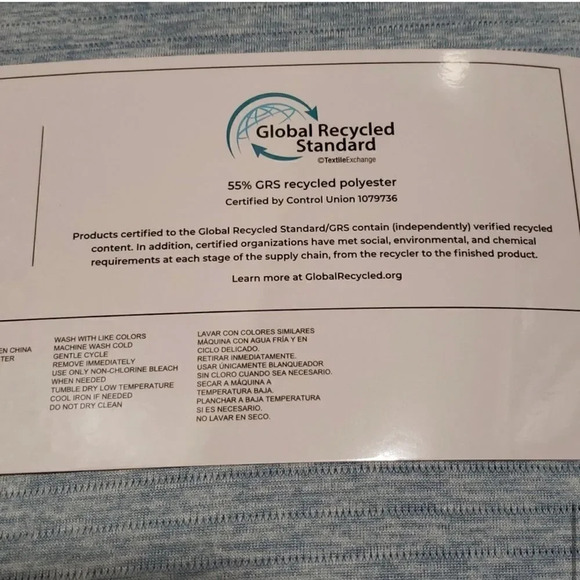 Global Recycled
Standard
©TextileExchange
55% GRS recycled polyester
Certified by Control Union 1079736
Products certified to the Global Recycled Standard/GRS contain (independently) verified recycled
content. In addition, certified organizations have met social, environmental, and chemical
requirements at each stage of the supply chain, from the recycler to the finished product.
Learn more at GlobalRecycled.org
EN CHINA
TER
WASH WITH LIKE COLORS
MACHINE WASH COLD
GENTLE CYCLE
REMOVE IMMEDIATELY
USE ONLY NON-CHLORINE BLEACH
WHEN NEEDED
TUMBLE DRY LOW TEMPERATURE
COOL IRON IF NEEDED
DO NOT DRY CLEAN
LAVAR CON COLORES SIMILARES
MÁQUINA CON AGUA FRÍA Y EN
CICLO DELICADO.
RETIRAR INMEDIATAMENTE.
USAR ÚNICAMENTE BLANQUEADOR
SIN CLORO CUANDO SEA NECESARIO.
SECAR A MÁQUINA A
TEMPERATURA BAJA.
PLANCHAR A BAJA TEMPERATURA
SI ES NECESARIO.
NO LAVAR EN SECO.